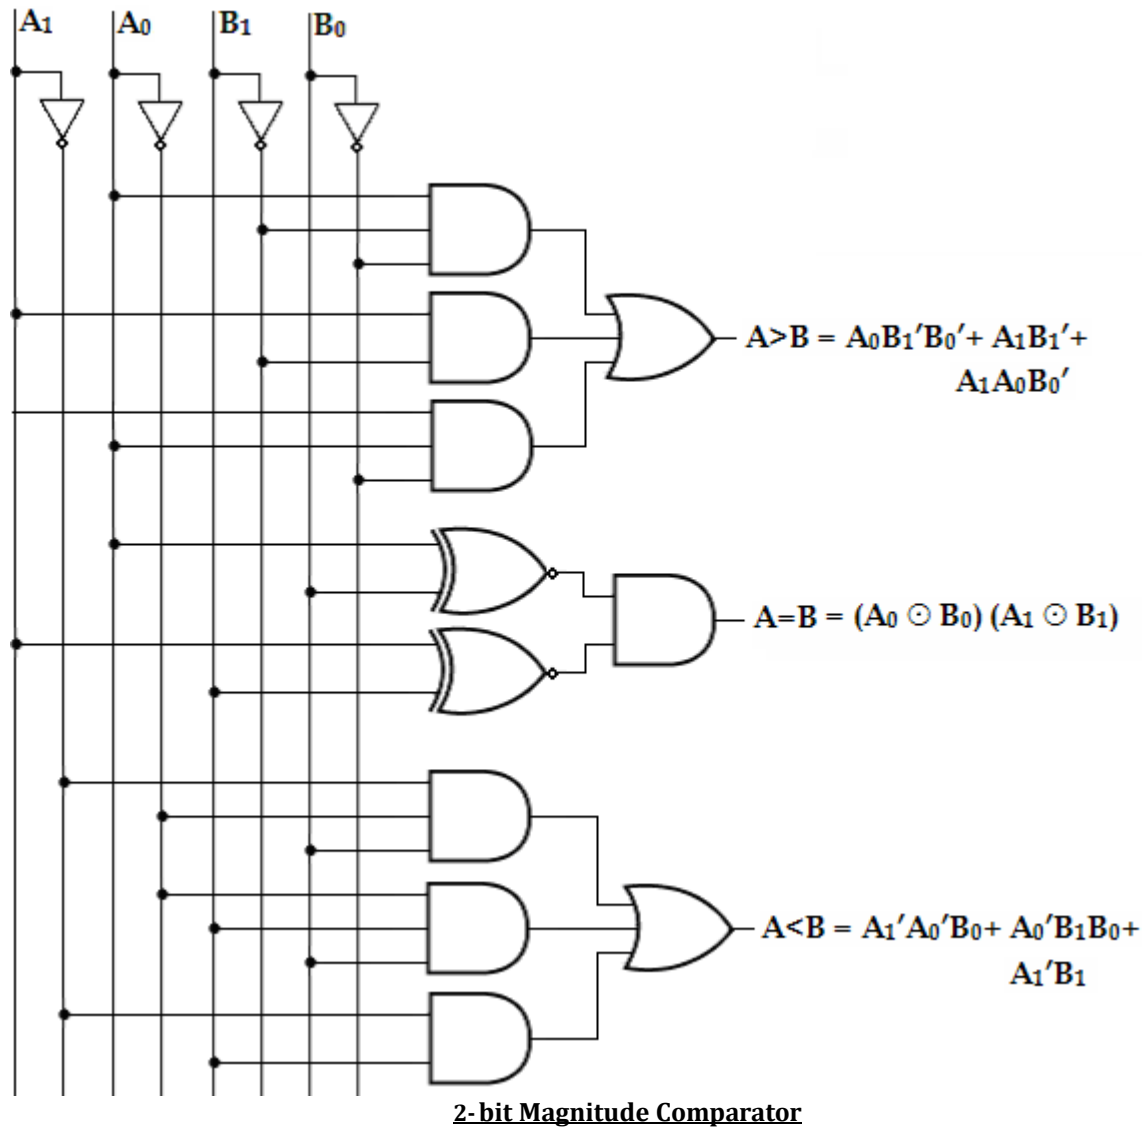 A₁ A₀ B₁ B₀
A>B = A₀B₁′B₀′+ A₁B₁′+
A₁A₀B₀′
A=B = (A₀ ⊙ B₀) (A₁ ⊙ B₁)
A<B = A₁′A₀′B₀+ A₀′B₁B₀+
A₁′B₁
2- bit Magnitude Comparator